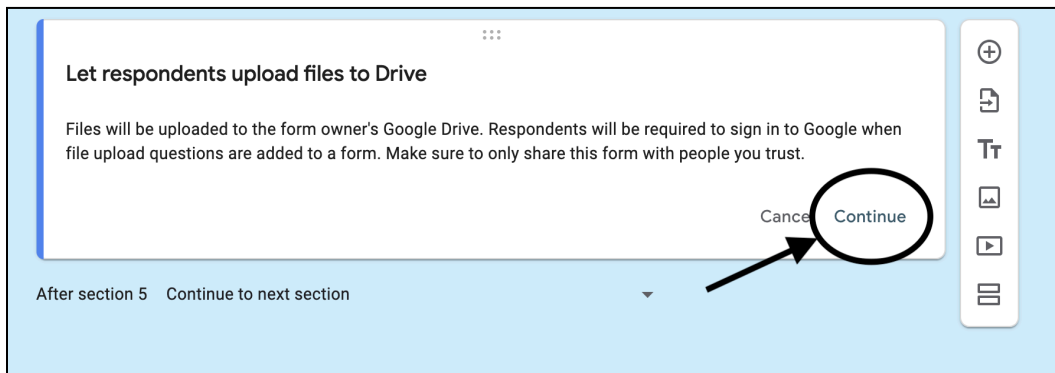 Let respondents upload files to Drive
Files will be uploaded to the form owner's Google Drive. Respondents will be required to sign in to Google when
file upload questions are added to a form. Make sure to only share this form with people you trust.
Cance Continue
Tт
After section 5 Continue to next section